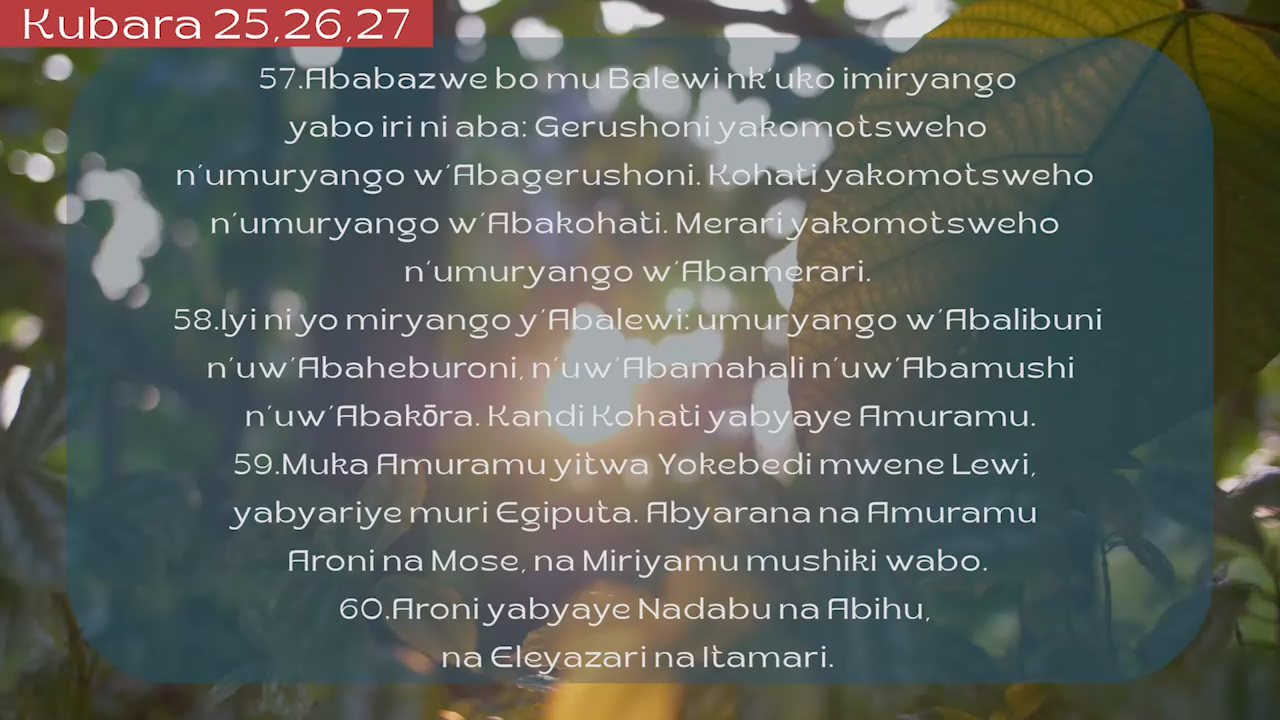 Kubara 25,26,27
57.Ababazwe bo mu Balewi nk'uko imiryango
yabo iri ni aba: Gerushoni yakomotsweho
n'umuryango w'Abagerushoni. Kohati yakomotsweho
n'umuryango w'Abakohati. Merari yakomotsweho
n'umuryango w'Abamerari.
58.Iyi ni yo miryango y'Abalewi: umuryango w'Abalibuni
n'uw'Abaheburoni, n'uw'Abamahali n'uw'Abamushi
n'uw'Abakōra. Kandi Kohati yabyaye Amuramu.
59.Muka Amuramu yitwa Yokebedi mwene Lewi,
yabyariye muri Egiputa. Abyarana na Amuramu
Aroni na Mose, na Miriyamu mushiki wabo.
60.Aroni yabyaye Nadabu na Abihu,
na Eleyazari na Itamari.